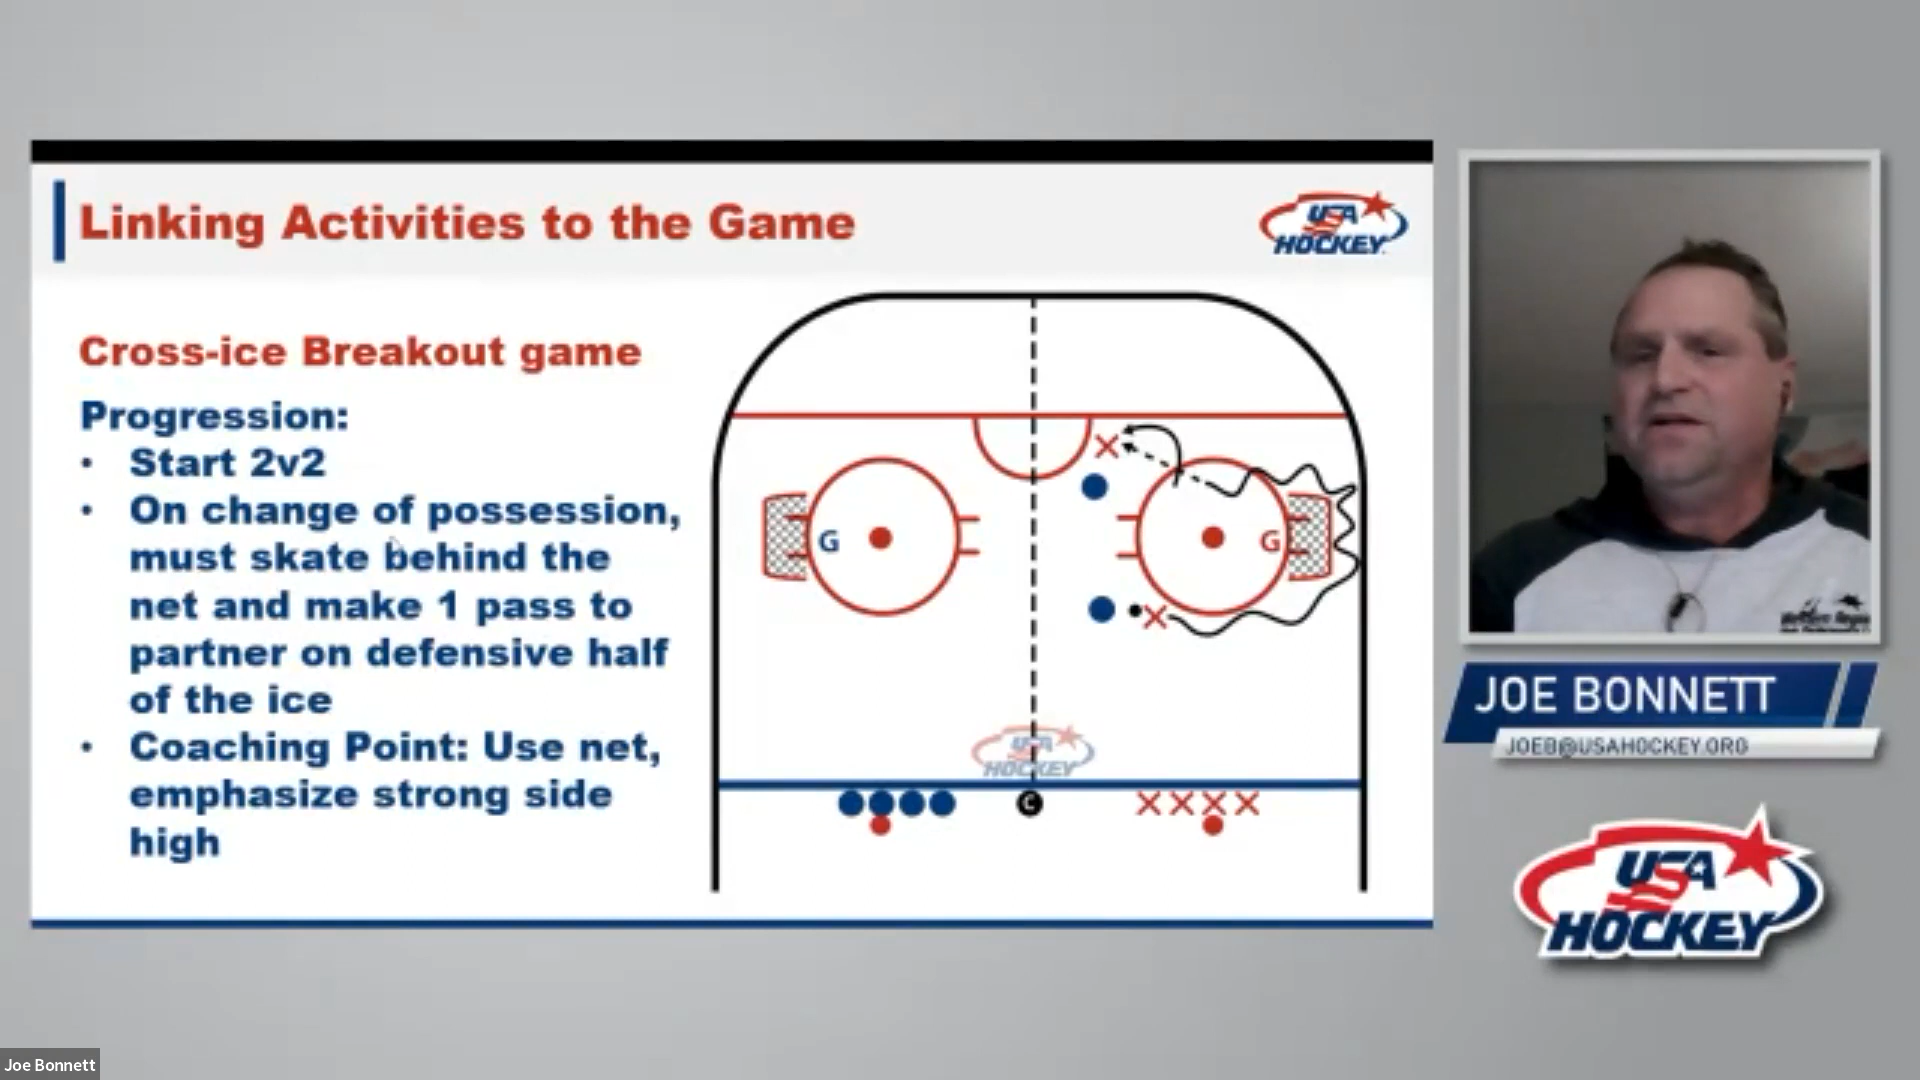 Linking Activities to the Game
USA
HOCKEY
Cross-ice Breakout game
Progression:
• Start 2v2
• On change of possession,
must skate behind the
net and make 1 pass to
partner on defensive half
of the ice
• Coaching Point: Use net,
emphasize strong side
high
X
G
G
X
USA
HOCKEY
C
X X X X
JOE BONNETT
JOEB@USAHOCKEY.ORG
USA
HOCKEY
Joe Bonnett